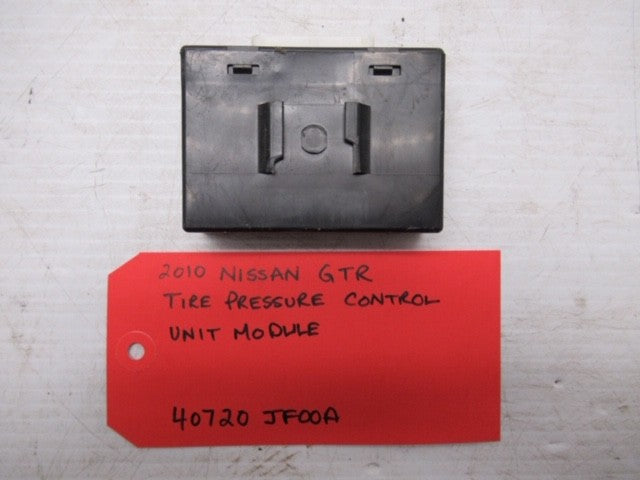 2010 NISSAN GTR
TIRE PRESSURE CONTROL
UNIT MODULE
40720 JF00A